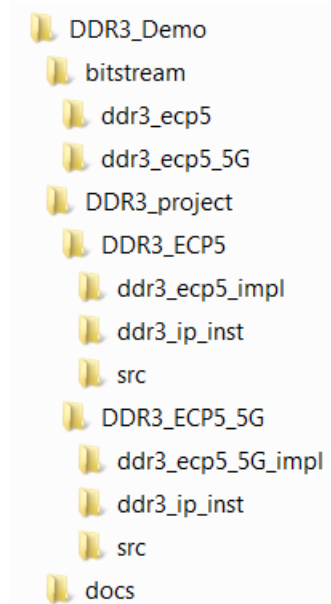 DDR3_Demo
bitstream
ddr3_ecp5
ddr3_ecp5_5G
DDR3_project
DDR3_ECP5
ddr3_ecp5_impl
ddr3_ip_inst
src
DDR3_ECP5_5G
ddr3_ecp5_5G_impl
ddr3_ip_inst
src
docs